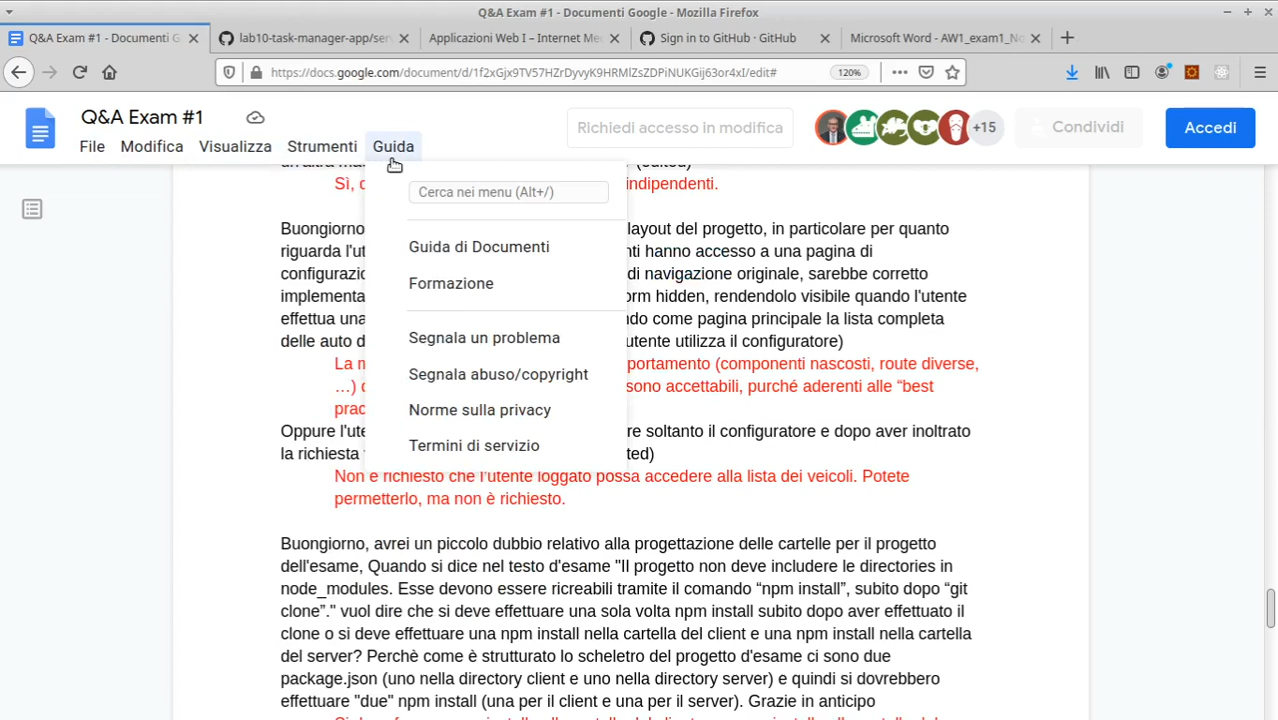 Q&A Exam #1 - Documenti Google - Mozilla Firefox
Q&A Exam #1 - Documenti G
lab10-task-manager-app/ser
Applicazioni Web I – Internet Me
Sign in to GitHub · GitHub
Microsoft Word - AW1_exam1_No
https://docs.google.com/document/d/1f2xGjx9TV57HZrDyvyK9HRMlZsZDPiNUKGij63or4xI/edit#
120%
Q&A Exam #1
Richiedi accesso in modifica
+15
Condividi
Accedi
File Modifica Visualizza Strumenti Guida
(edited)
Sì, indipendenti.
Cerca nei menu (Alt+/)
Guida di Documenti
Formazione
Segnala un problema
Segnala abuso/copyright
Norme sulla privacy
Termini di servizio
Buongiorno layout del progetto, in particolare per quanto
riguarda l'ut ti hanno accesso a una pagina di
configurazio di navigazione originale, sarebbe corretto
implementa orm hidden, rendendolo visibile quando l'utente
effettua una ndo come pagina principale la lista completa
delle auto d utente utilizza il configuratore)
La m portamento (componenti nascosti, route diverse,
…) sono accettabili, purché aderenti alle “best
prac
Oppure l'ute re soltanto il configuratore e dopo aver inoltrato
la richiesta ted)
Non è richiesto che l'utente loggato possa accedere alla lista dei veicoli. Potete
permetterlo, ma non è richiesto.
Buongiorno, avrei un piccolo dubbio relativo alla progettazione delle cartelle per il progetto
dell'esame, Quando si dice nel testo d'esame "Il progetto non deve includere le directories in
node_modules. Esse devono essere ricreabili tramite il comando “npm install”, subito dopo “git
clone”." vuol dire che si deve effettuare una sola volta npm install subito dopo aver effettuato il
clone o si deve effettuare una npm install nella cartella del client e una npm install nella cartella
del server? Perchè come è strutturato lo scheletro del progetto d'esame ci sono due
package.json (uno nella directory client e uno nella directory server) e quindi si dovrebbero
effettuare "due" npm install (una per il client e una per il server). Grazie in anticipo